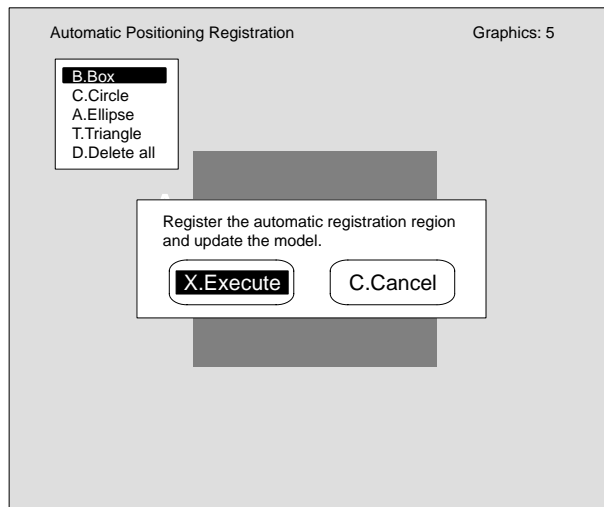 Automatic Positioning Registration Graphics: 5
B.Box
C.Circle
A.Ellipse
T.Triangle
D.Delete all
Register the automatic registration region
and update the model.
X.Execute C.Cancel